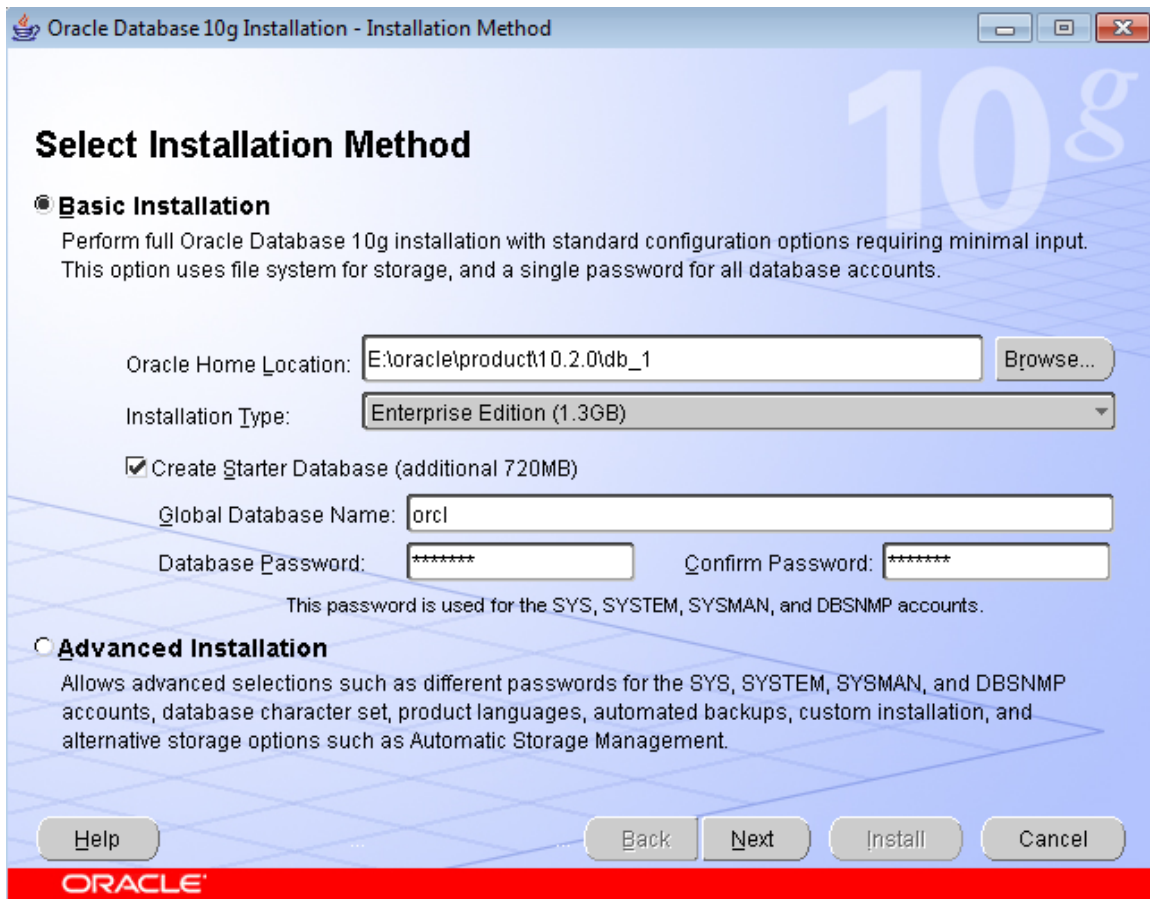 Oracle Database 10g Installation - Installation Method
10g
Select Installation Method
Basic Installation
Perform full Oracle Database 10g installation with standard configuration options requiring minimal input.
This option uses file system for storage, and a single password for all database accounts.
Oracle Home Location: E:\oracle\product\10.2.0\db_1 Browse...
Installation Type: Enterprise Edition (1.3GB)
Create Starter Database (additional 720MB)
Global Database Name: orcl
Database Password: ******* Confirm Password: *******
This password is used for the SYS, SYSTEM, SYSMAN, and DBSNMP accounts.
Advanced Installation
Allows advanced selections such as different passwords for the SYS, SYSTEM, SYSMAN, and DBSNMP
accounts, database character set, product languages, automated backups, custom installation, and
alternative storage options such as Automatic Storage Management.
Help Back Next Install Cancel
ORACLE